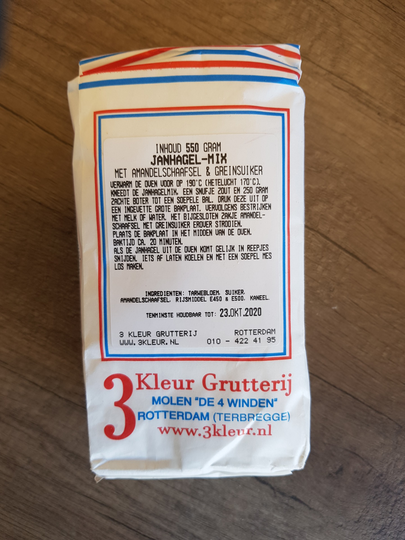 INHOUD 550 GRAM
JANHAGEL-MIX
MET AMANDELSCHAAFSEL & GREINSUIKER
VERWARM DE OVEN VOOR OP 190°C (HETELUCHT 170°C).
KNEEDT DE JANHAGELMIX, EEN SNUFJE ZOUT EN 250 GRAM
ZACHTE BOTER TOT EEN SOEPELE BAL. DRUK DEZE UIT OP
EEN INGEVETTE GROTE BAKPLAAT. VERVOLGENS BESTRIJKEN
MET MELK OF WATER. HET BIJGESLOTEN ZAKJE AMANDEL-
SCHAAFSEL MET GREINSUIKER EROVER STROOIEN.
PLAATS DE BAKPLAAT IN HET MIDDEN VAN DE OVEN.
BAKTIJD CA. 20 MINUTEN.
ALS DE JANHAGEL UIT DE OVEN KOMT GELIJK IN REEPJES
SNIJDEN. IETS AF LATEN KOELEN EN MET EEN SOEPEL MES
LOS MAKEN.
INGREDIENTEN: TARWEBLOEM, SUIKER,
AMANDELSCHAAFSEL, RIJSMIDDEL E450 & E500, KANEEL.
TENMINSTE HOUDBAAR TOT: 23.OKT.2020
3 KLEUR GRUTTERIJ ROTTERDAM
WWW.3KLEUR.NL 010 - 422 41 95
3 Kleur Grutterij
MOLEN "DE 4 WINDEN"
ROTTERDAM (TERBREGGE)
www.3kleur.nl